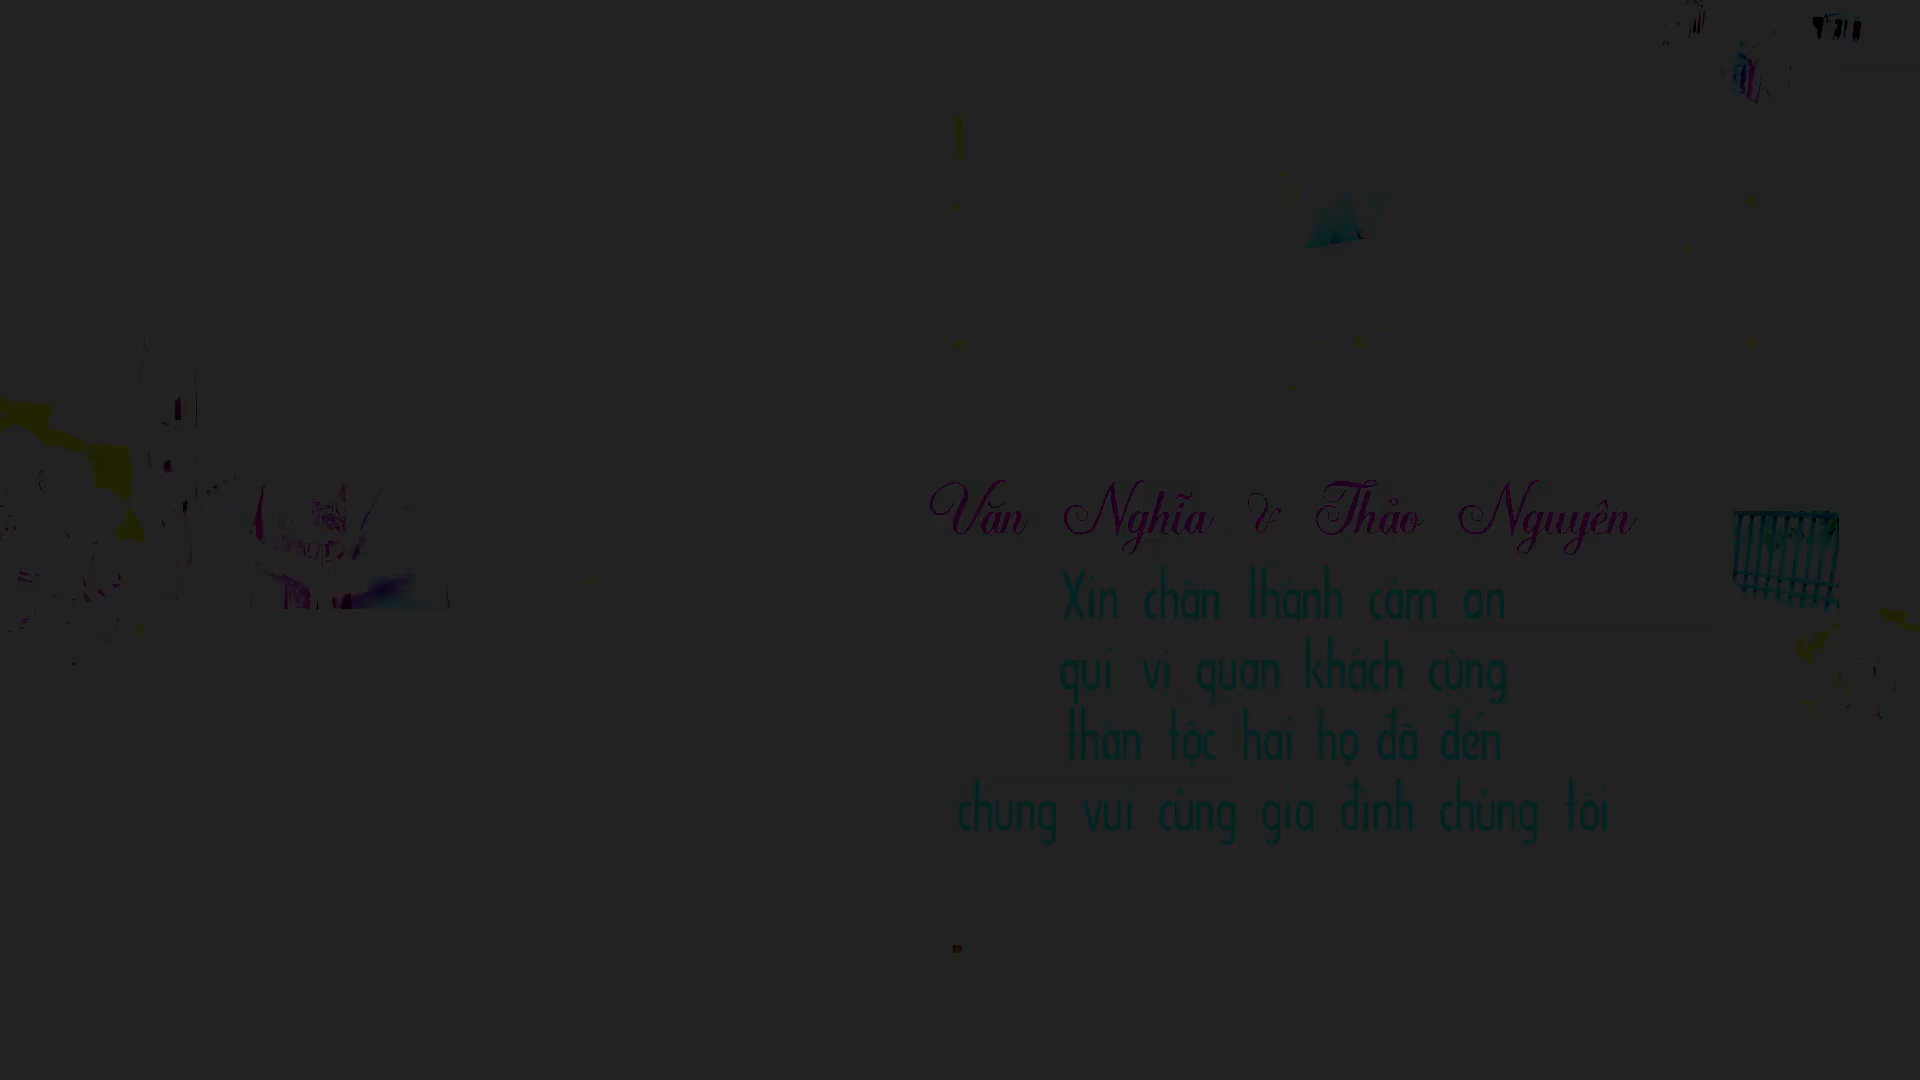 Văn Nghĩa & Thảo Nguyên
Xin chân thành cảm ơn
quí vị quan khách cùng
thân tộc hai họ đã đến
chung vui cùng gia đình chúng tôi